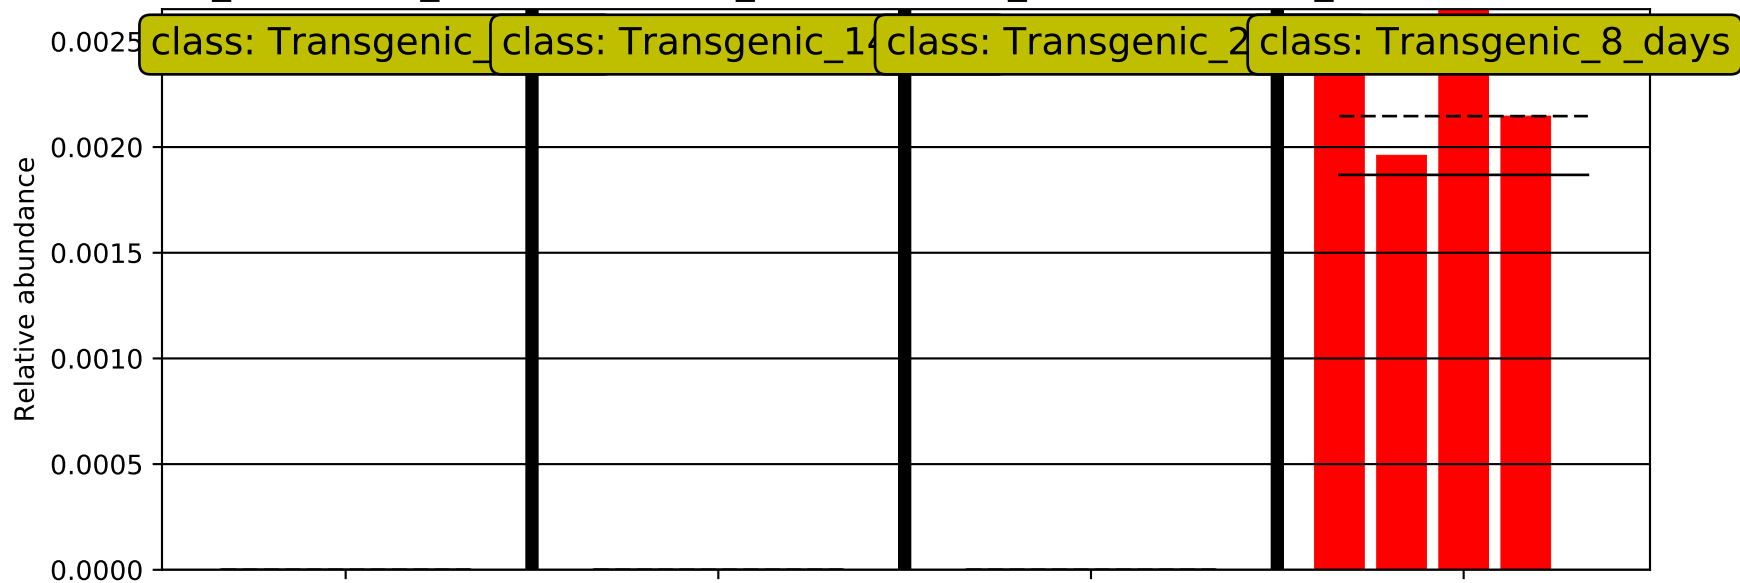 class: Transgenic_
class: Transgenic_14
class: Transgenic_2
class: Transgenic_8_days
0.0025
0.0020
0.0015
0.0010
0.0005
0.0000
Relative abundance